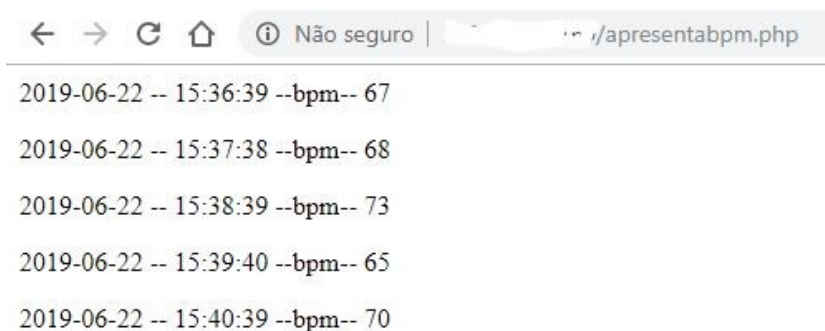 Não seguro | /apresentabpm.php
2019-06-22 -- 15:36:39 --bpm-- 67
2019-06-22 -- 15:37:38 --bpm-- 68
2019-06-22 -- 15:38:39 --bpm-- 73
2019-06-22 -- 15:39:40 --bpm-- 65
2019-06-22 -- 15:40:39 --bpm-- 70